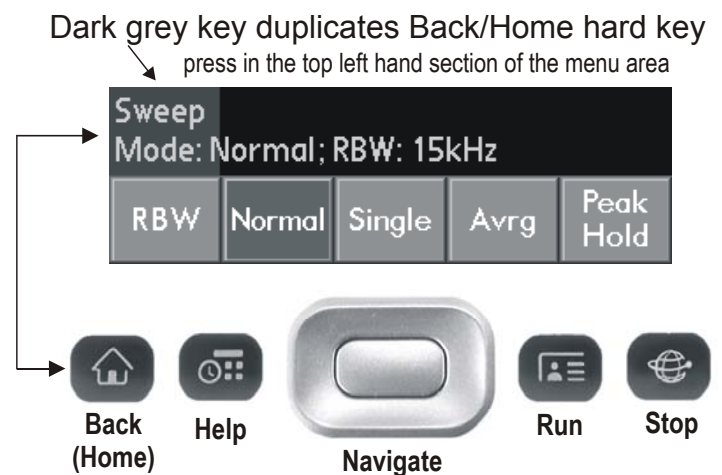 Dark grey key duplicates Back/Home hard key
press in the top left hand section of the menu area
Sweep
Mode: Normal; RBW: 15kHz
RBW Normal Single Avrg Peak Hold
Back (Home) Help Navigate Run Stop